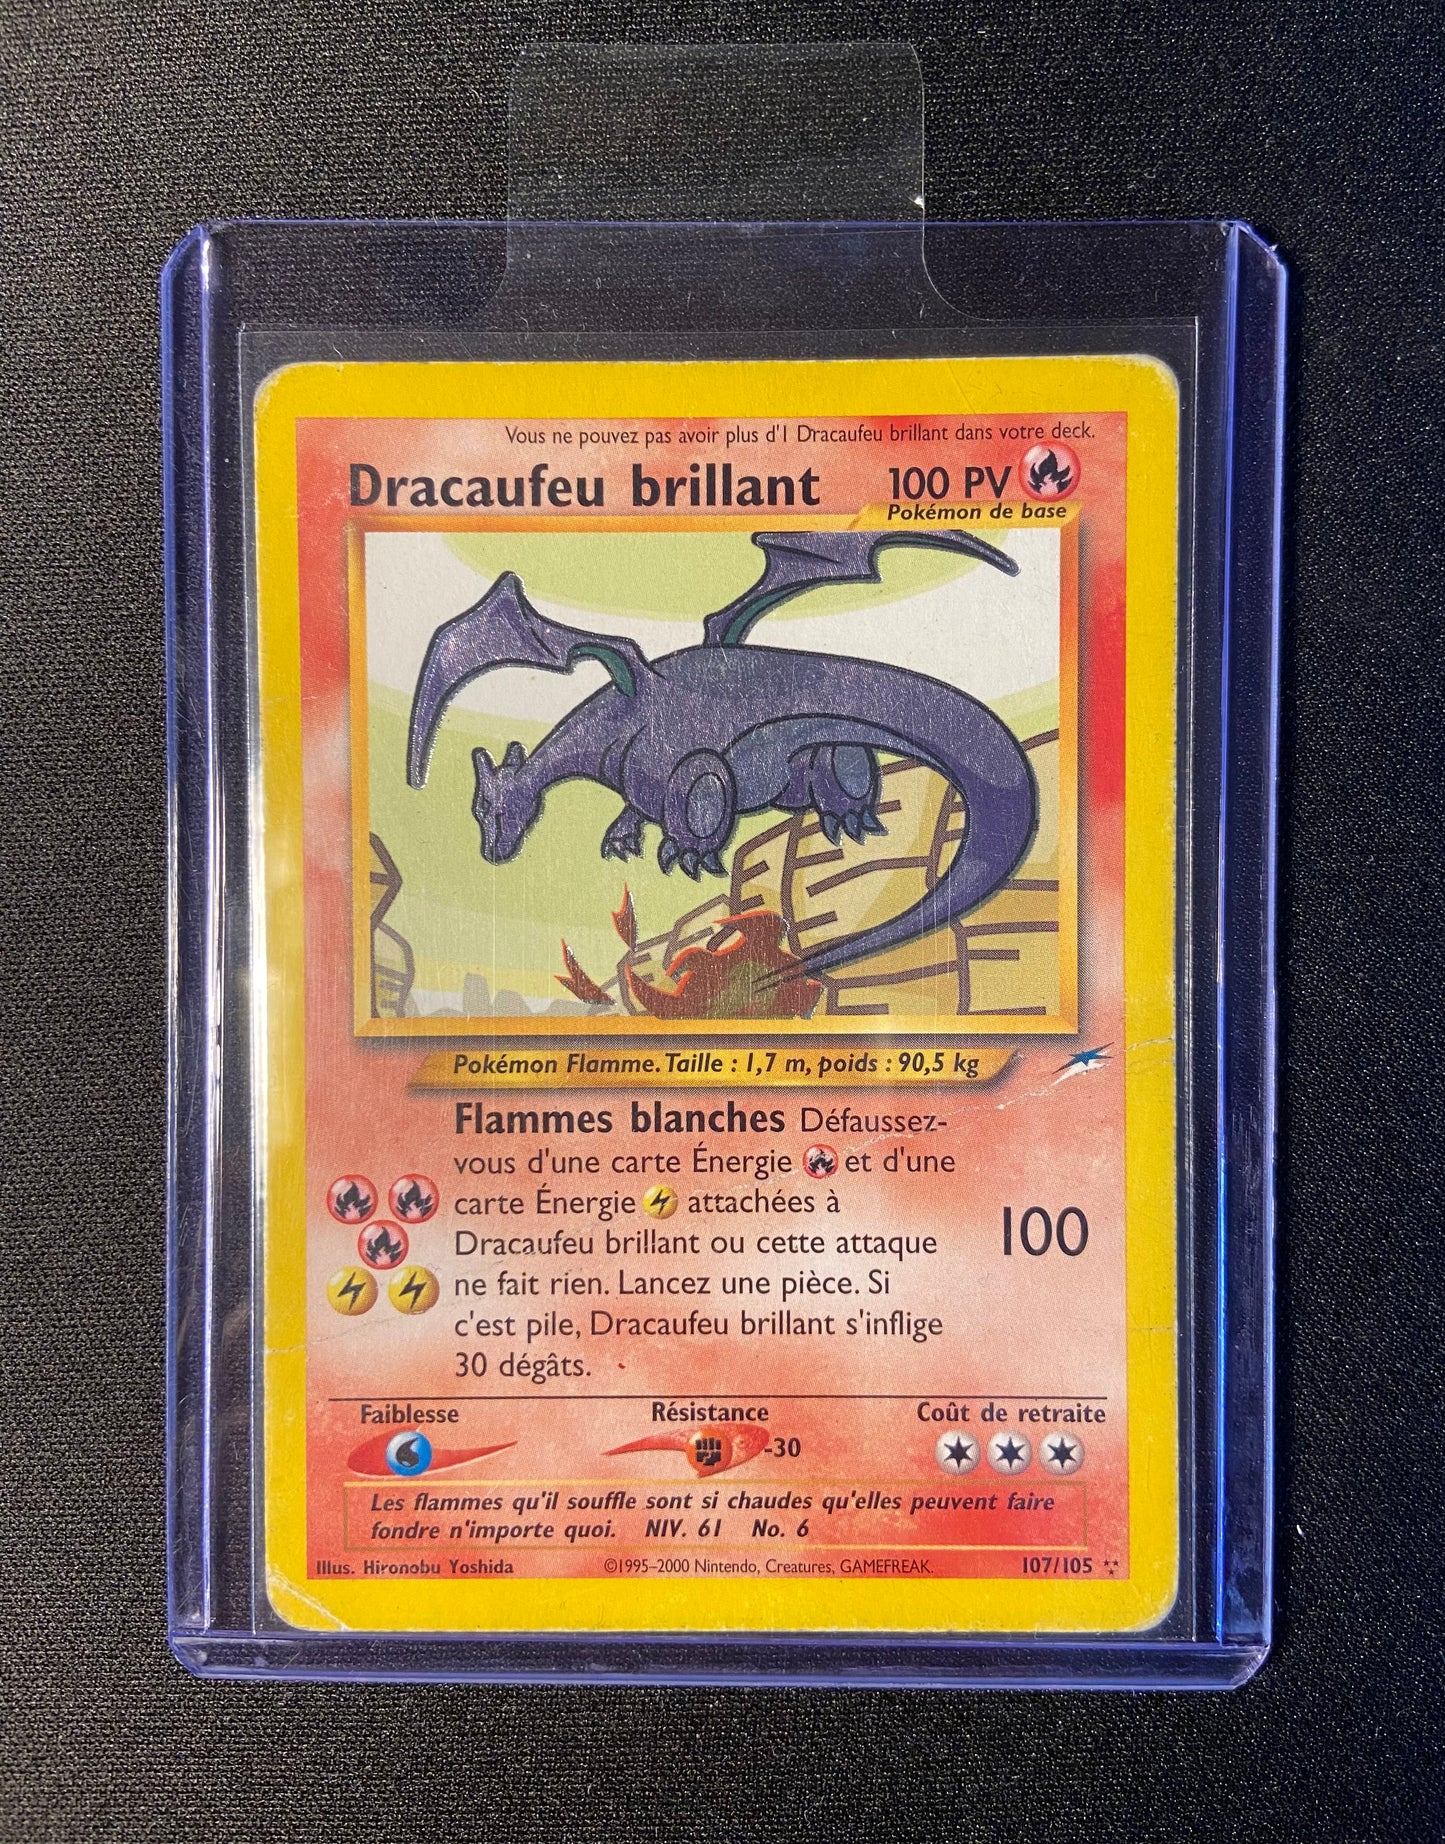 Vous ne pouvez pas avoir plus d'1 Dracaufeu brillant dans votre deck.
Dracaufeu brillant 100 PV
Pokémon de base
Pokémon Flamme. Taille : 1,7 m, poids : 90,5 kg
Flammes blanches Défaussez-
vous d'une carte Énergie et d'une
carte Énergie attachées à
Dracaufeu brillant ou cette attaque
ne fait rien. Lancez une pièce. Si
c'est pile, Dracaufeu brillant s'inflige
30 dégâts.
100
Faiblesse Résistance Coût de retraite
-30
Les flammes qu'il souffle sont si chaudes qu'elles peuvent faire
fondre n'importe quoi. NIV. 61 No. 6
Illus. Hironobu Yoshida ©1995–2000 Nintendo, Creatures, GAMEFREAK. 107/105